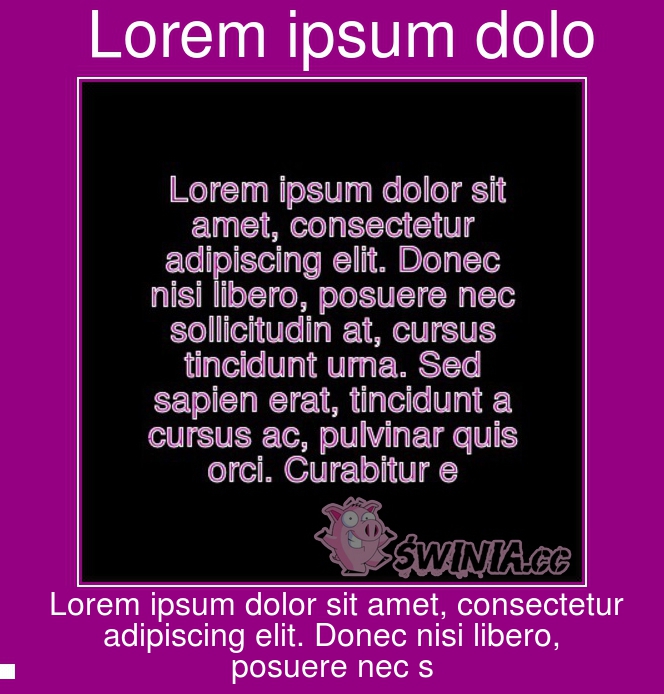 Lorem ipsum dolo
Lorem ipsum dolor sit
amet, consectetur
adipiscing elit. Donec
nisi libero, posuere nec
sollicitudin at, cursus
tincidunt urna. Sed
sapien erat, tincidunt a
cursus ac, pulvinar quis
orci. Curabitur e
ŚWINIA.cc
Lorem ipsum dolor sit amet, consectetur
adipiscing elit. Donec nisi libero,
posuere nec s